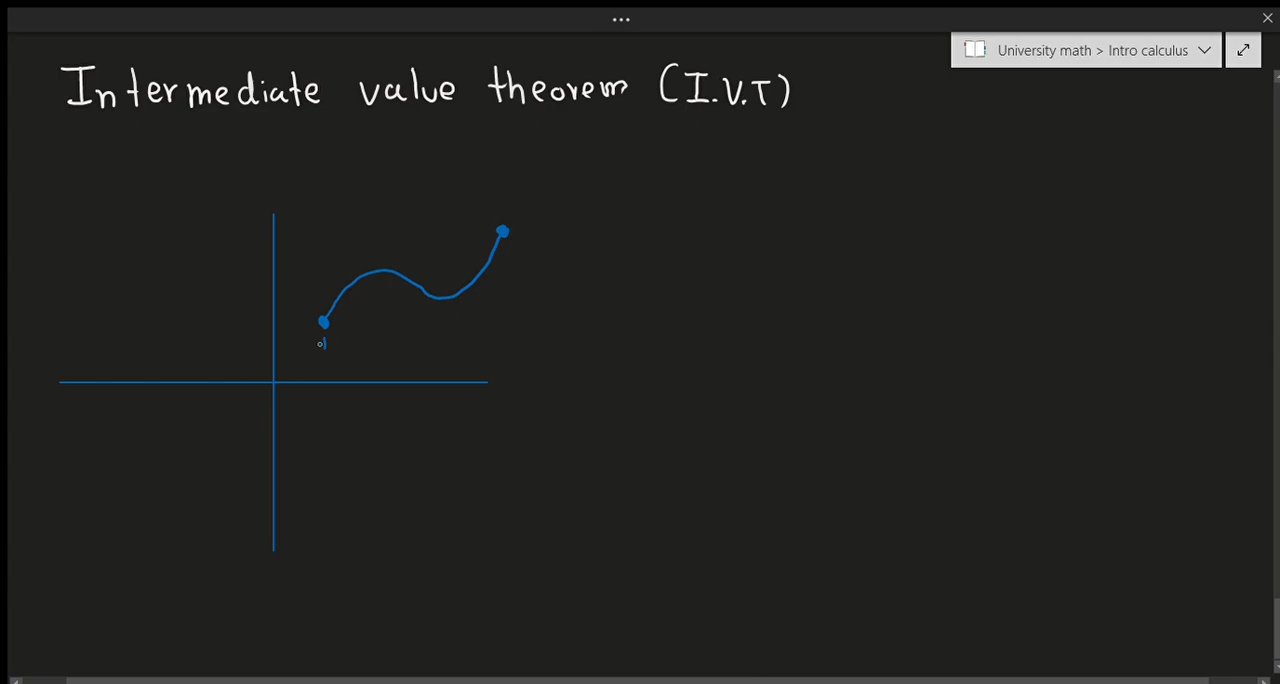 University math > Intro calculus
Intermediate value theorem (I.V.T)